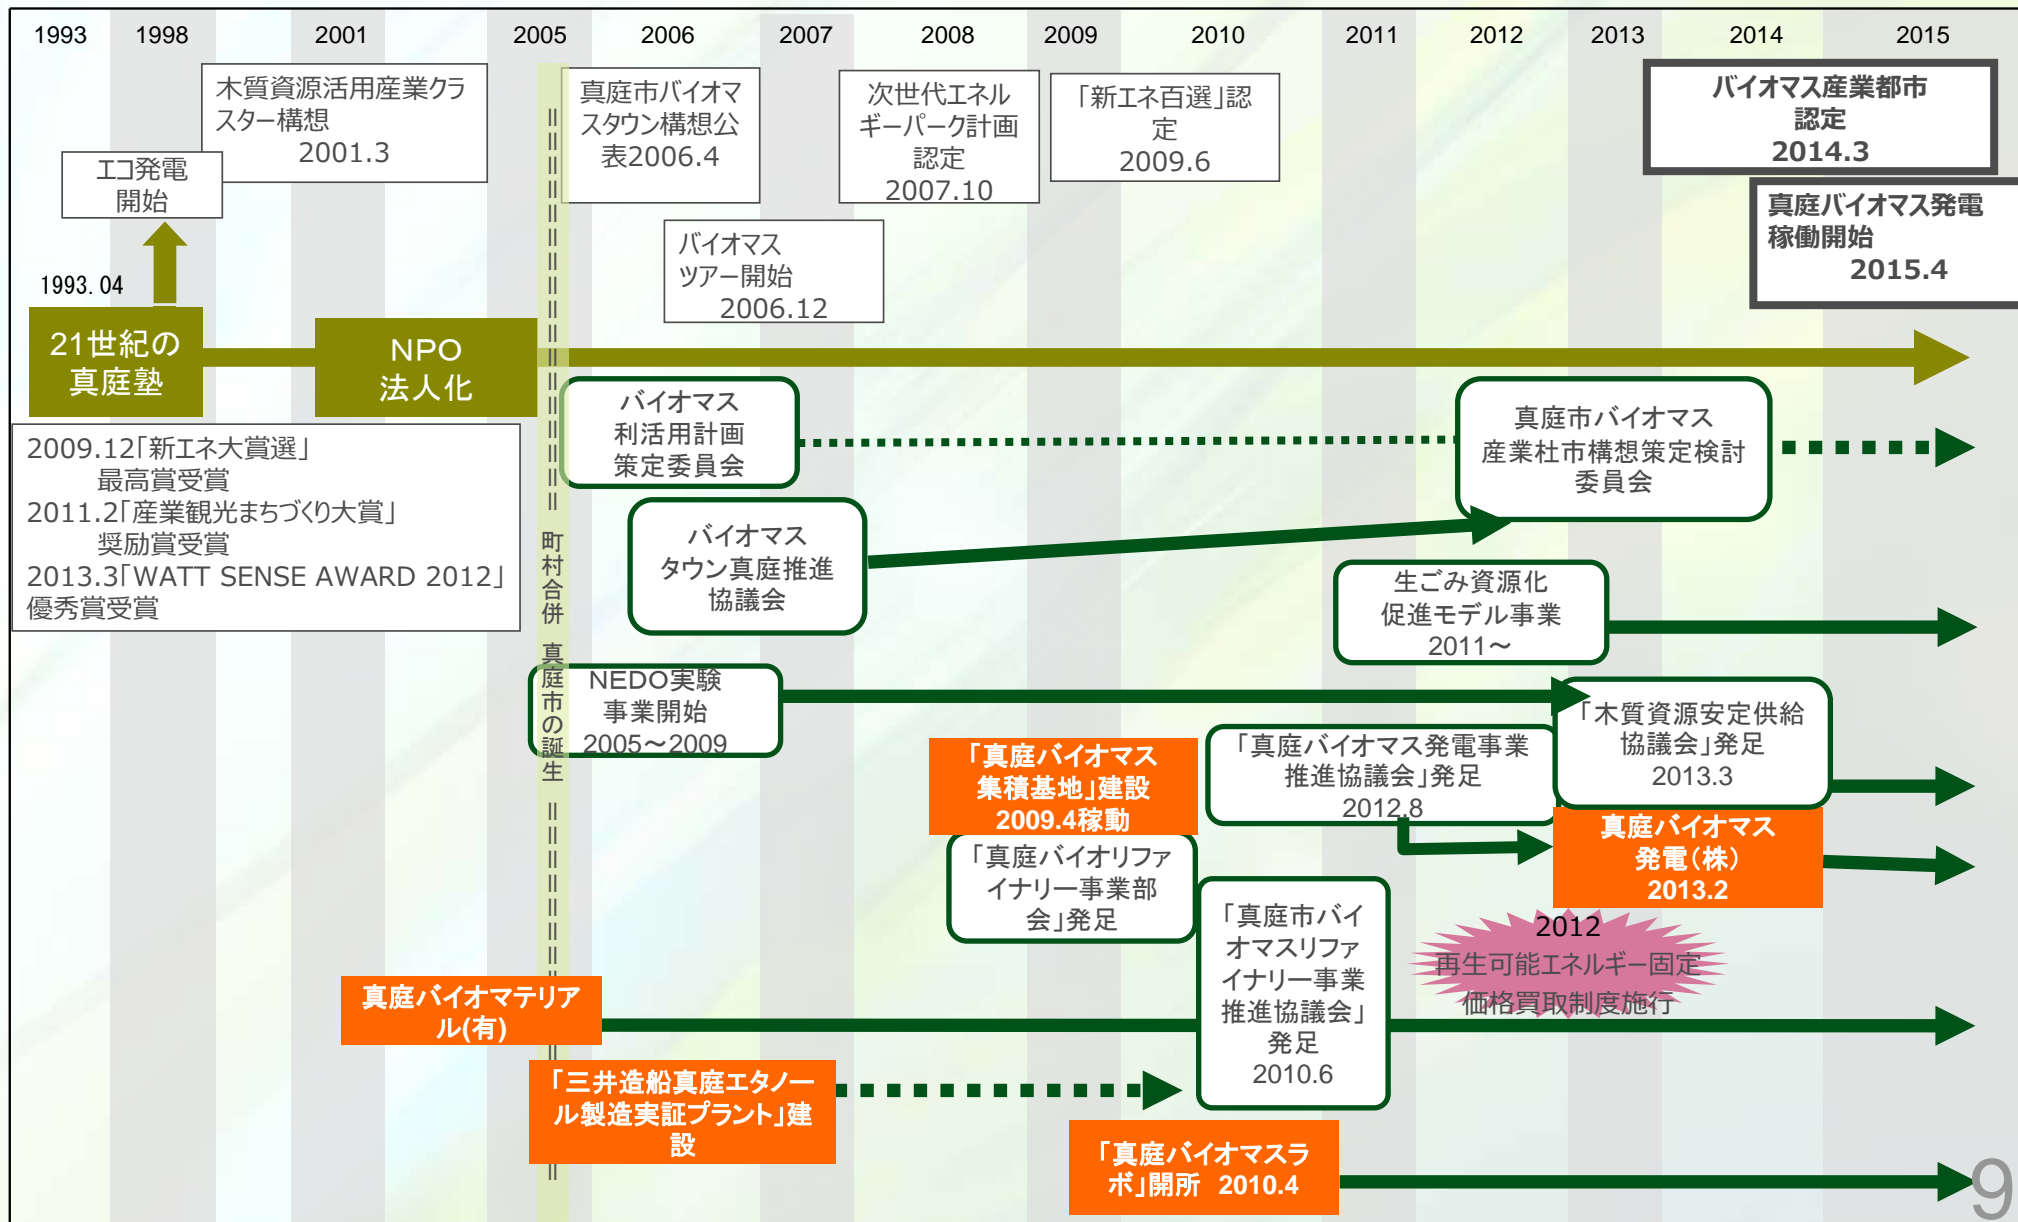 1993 1998 2001 2005 2006 2007 2008 2009 2010 2011 2012 2013 2014 2015
木質資源活用産業クラ
スター構想
2001.3
真庭市バイオマ
スタウン構想公
表2006.4
次世代エネル
ギーパーク計画
認定
2007.10
「新エネ百選」認
定
2009.6
バイオマス産業都市
認定
2014.3
エコ発電
開始
真庭バイオマス発電
稼働開始
2015.4
バイオマス
ツアー開始
2006.12
1993.04
21世紀の
真庭塾
NPO
法人化
バイオマス
利活用計画
策定委員会
真庭市バイオマス
産業杜市構想策定検討
委員会
2009.12「新エネ大賞選」
最高賞受賞
2011.2「産業観光まちづくり大賞」
奨励賞受賞
2013.3「WATT SENSE AWARD 2012」
優秀賞受賞
バイオマス
タウン真庭推進
協議会
=================== 町村合併 真庭市の誕生 ===================
生ごみ資源化
促進モデル事業
2011～
NEDO実験
事業開始
2005～2009
「木質資源安定供給
協議会」発足
2013.3
「真庭バイオマス
集積基地」建設
2009.4稼動
「真庭バイオマス発電事業
推進協議会」発足
2012.8
真庭バイオマス
発電（株）
2013.2
「真庭バイオリファ
イナリー事業部
会」発足
「真庭市バイ
オマスリファ
イナリー事業
推進協議会」
発足
2010.6
2012
再生可能エネルギー固定
価格買取制度施行
真庭バイオマテリア
ル(有)
「三井造船真庭エタノー
ル製造実証プラント」建
設
「真庭バイオマスラ
ボ」開所 2010.4
9